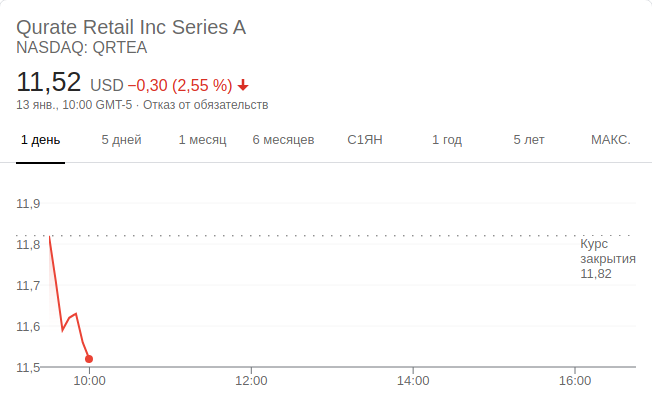 Qurate Retail Inc Series A
NASDAQ: QRTEA
11,52 USD −0,30 (2,55 %)
13 янв., 10:00 GMT-5 · Отказ от обязательств
1 день 5 дней 1 месяц 6 месяцев С1ЯН 1 год 5 лет МАКС.
11,9
11,8
Курс
закрытия
11,82
11,7
11,6
11,5
10:00 12:00 14:00 16:00